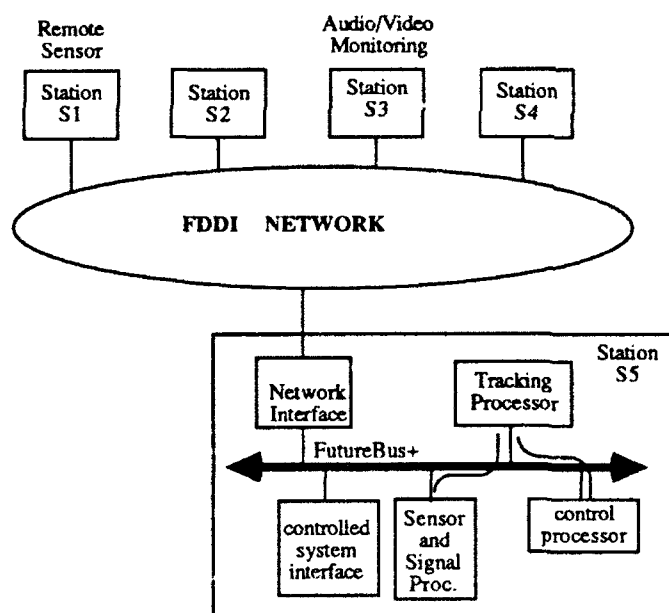 Remote
Sensor
Audio/Video
Monitoring
Station
S1
Station
S2
Station
S3
Station
S4
FDDI NETWORK
Station
S5
Network
Interface
Tracking
Processor
FutureBus+
controlled
system
interface
Sensor
and
Signal
Proc.
control
processor